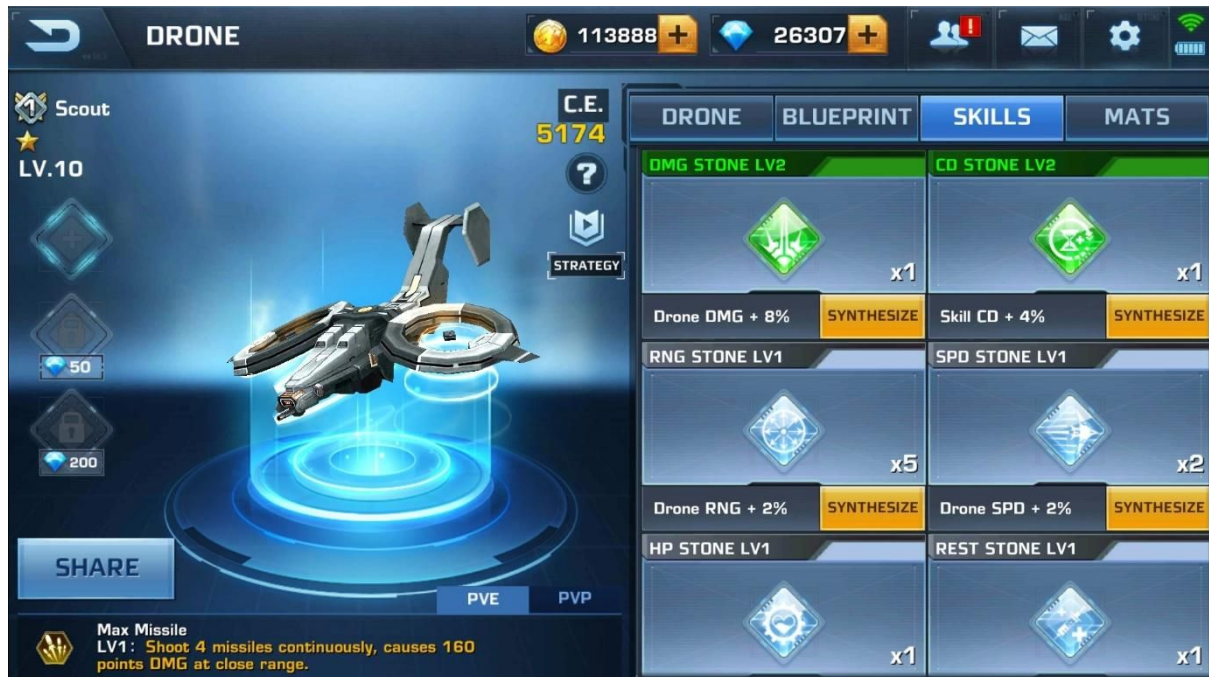 DRONE
113888
26307
1 Scout
C.E.
5174
LV.10
STRATEGY
50
200
SHARE
PVE PVP
Max Missile
LV1: Shoot 4 missiles continuously, causes 160
points DMG at close range.
DRONE BLUEPRINT SKILLS MATS
DMG STONE LV2 CD STONE LV2
x1 x1
Drone DMG + 8% SYNTHESIZE Skill CD + 4% SYNTHESIZE
RNG STONE LV1 SPD STONE LV1
x5 x2
Drone RNG + 2% SYNTHESIZE Drone SPD + 2% SYNTHESIZE
HP STONE LV1 REST STONE LV1
x1 x1